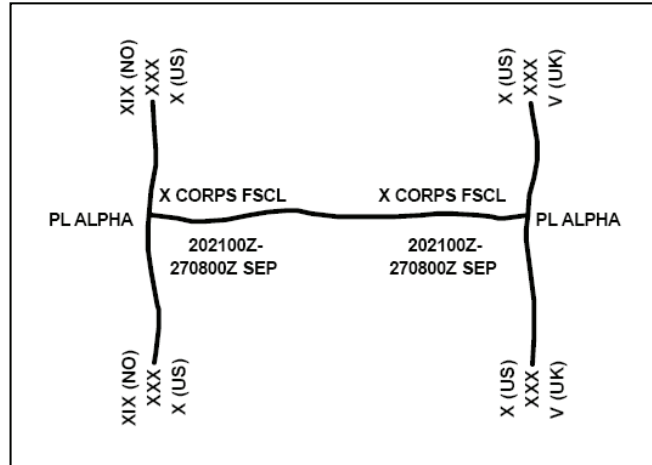 XIX (NO)
XXX
X (US)
X (US)
XXX
V (UK)
X CORPS FSCL
X CORPS FSCL
PL ALPHA
PL ALPHA
202100Z-
270800Z SEP
202100Z-
270800Z SEP
XIX (NO)
XXX
X (US)
X (US)
XXX
V (UK)